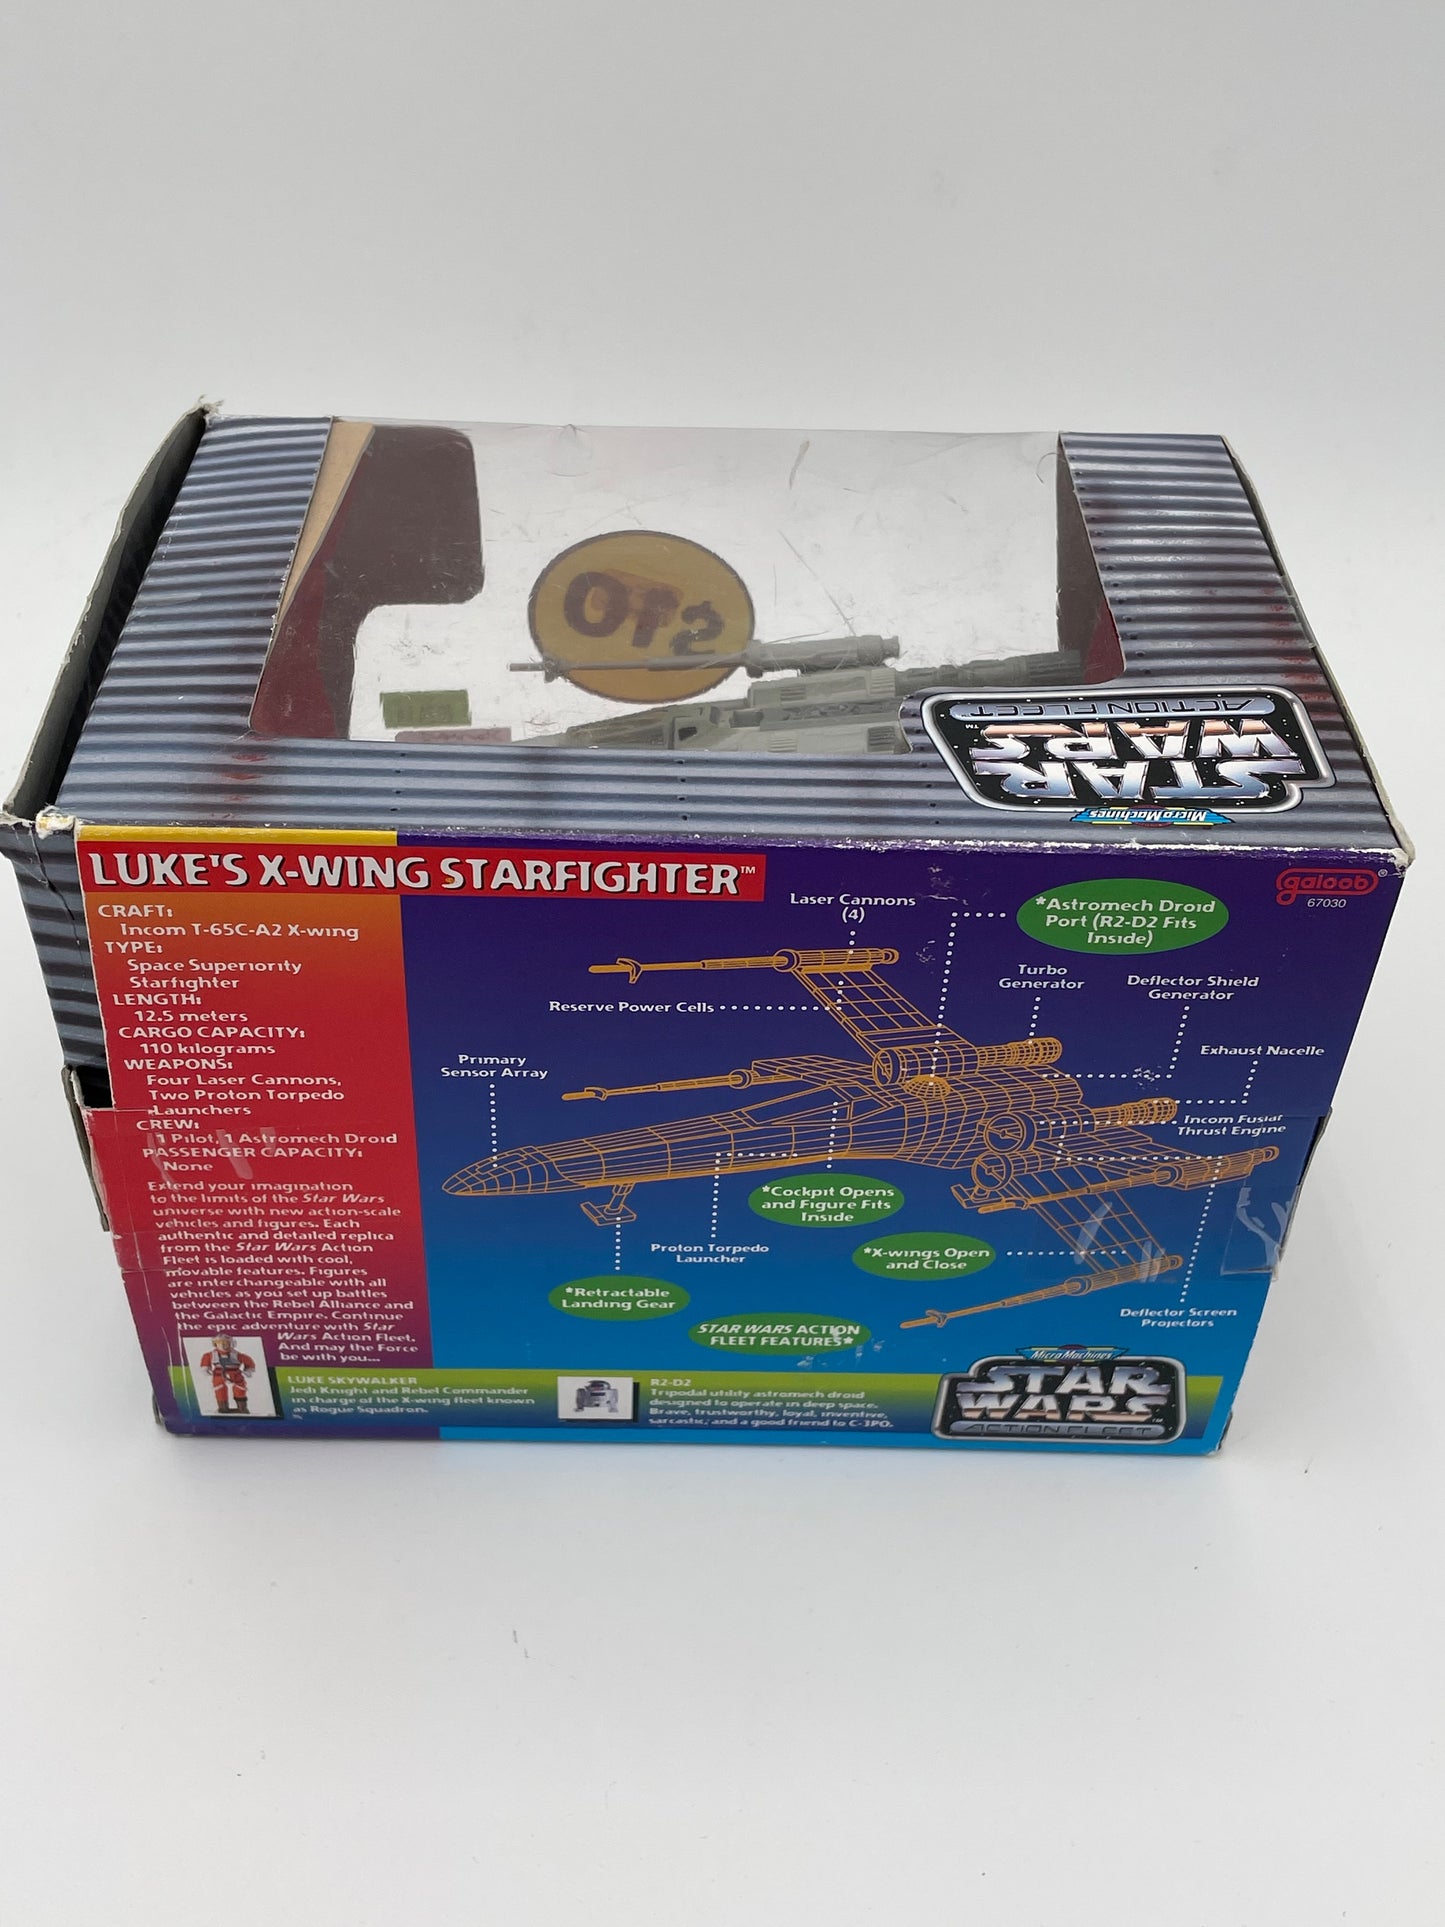 STAR
WARS™
ACTION FLEET
MicroMachines
LUKE'S X-WING STARFIGHTER™
CRAFT:
Incom T-65C-A2 X-wing
TYPE:
Space Superiority
Starfighter
LENGTH:
12.5 meters
CARGO CAPACITY:
110 kilograms
WEAPONS:
Four Laser Cannons,
Two Proton Torpedo
Launchers
CREW:
1 Pilot, 1 Astromech Droid
PASSENGER CAPACITY:
None
Extend your imagination
to the limits of the Star Wars
universe with new action-scale
vehicles and figures. Each
authentic and detailed replica
from the Star Wars Action
Fleet is loaded with cool,
movable features. Figures
are interchangeable with all
vehicles as you set up battles
between the Rebel Alliance and
the Galactic Empire. Continue
the epic adventure with Star
Wars Action Fleet.
And may the Force
be with you...
galoob®
67030
Laser Cannons
(4)
*Astromech Droid
Port (R2-D2 Fits
Inside)
Reserve Power Cells
Turbo
Generator
Deflector Shield
Generator
Primary
Sensor Array
Exhaust Nacelle
Incom Fusial
Thrust Engine
*Cockpit Opens
and Figure Fits
Inside
Proton Torpedo
Launcher
*X-wings Open
and Close
*Retractable
Landing Gear
Deflector Screen
Projectors
STAR WARS ACTION
FLEET FEATURES*
LUKE SKYWALKER
Jedi Knight and Rebel Commander
in charge of the X-wing fleet known
as Rogue Squadron.
R2-D2
Tripodal utility astromech droid
designed to operate in deep space.
Brave, trustworthy, loyal, inventive,
sarcastic, and a good friend to C-3PO.
MicroMachines
STAR
WARS™
ACTION FLEET